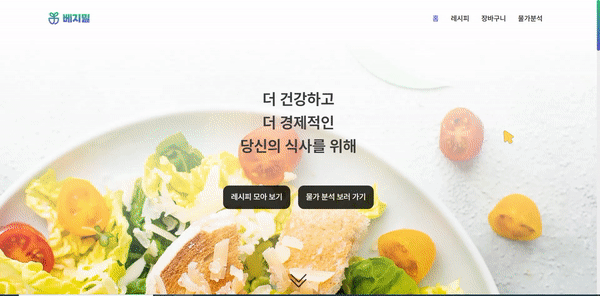 베지밀
홈 레시피 장바구니 물가분석
더 건강하고
더 경제적인
당신의 식사를 위해
레시피 모아 보기 물가 분석 보러 가기